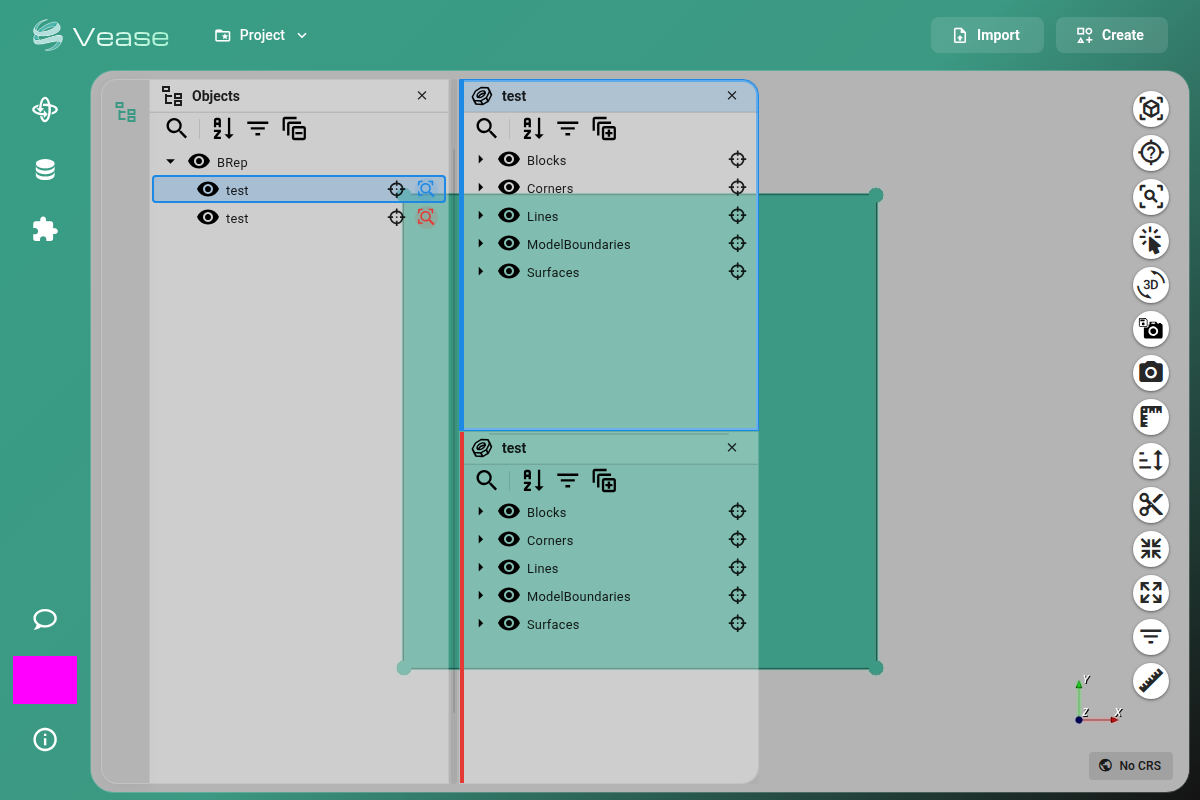 Vease
Project
Import
Create
Objects
BRep
test
test
test
Blocks
Corners
Lines
ModelBoundaries
Surfaces
test
Blocks
Corners
Lines
ModelBoundaries
Surfaces
3D
Y
Z
X
No CRS